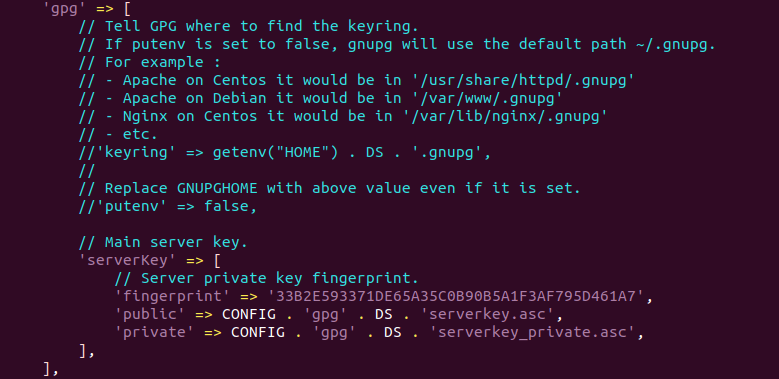 'gpg' => [
// Tell GPG where to find the keyring.
// If putenv is set to false, gnupg will use the default path ~/.gnupg.
// For example :
// - Apache on Centos it would be in '/usr/share/httpd/.gnupg'
// - Apache on Debian it would be in '/var/www/.gnupg'
// - Nginx on Centos it would be in '/var/lib/nginx/.gnupg'
// - etc.
//'keyring' => getenv("HOME") . DS . '.gnupg',
//
// Replace GNUPGHOME with above value even if it is set.
//'putenv' => false,
// Main server key.
'serverKey' => [
// Server private key fingerprint.
'fingerprint' => '33B2E593371DE65A35C0B90B5A1F3AF795D461A7',
'public' => CONFIG . 'gpg' . DS . 'serverkey.asc',
'private' => CONFIG . 'gpg' . DS . 'serverkey_private.asc',
],
],